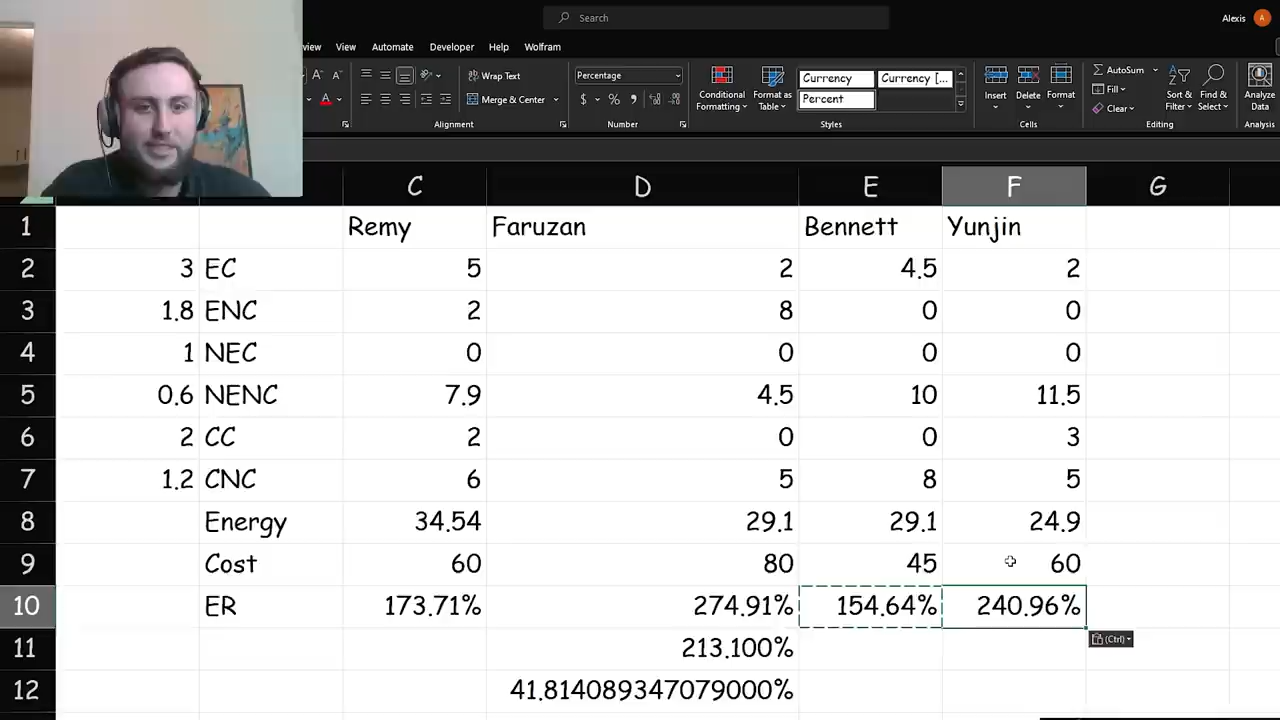 Search
Alexis A
view View Automate Developer Help Wolfram
A A Wrap Text Percentage Currency Currency [... AutoSum
A Merge & Center $ % Conditional Formatting Format as Table Percent Insert Delete Format Fill Clear Sort & Filter Find & Select Analyze Data
Alignment Number Styles Cells Editing Analysis
C D E F G
1 Remy Faruzan Bennett Yunjin
2 3 EC 5 2 4.5 2
3 1.8 ENC 2 8 0 0
4 1 NEC 0 0 0 0
5 0.6 NENC 7.9 4.5 10 11.5
6 2 CC 2 0 0 3
7 1.2 CNC 6 5 8 5
8 Energy 34.54 29.1 29.1 24.9
9 Cost 60 80 45 60
10 ER 173.71% 274.91% 154.64% 240.96%
(Ctrl)
11 213.100%
12 41.814089347079000%